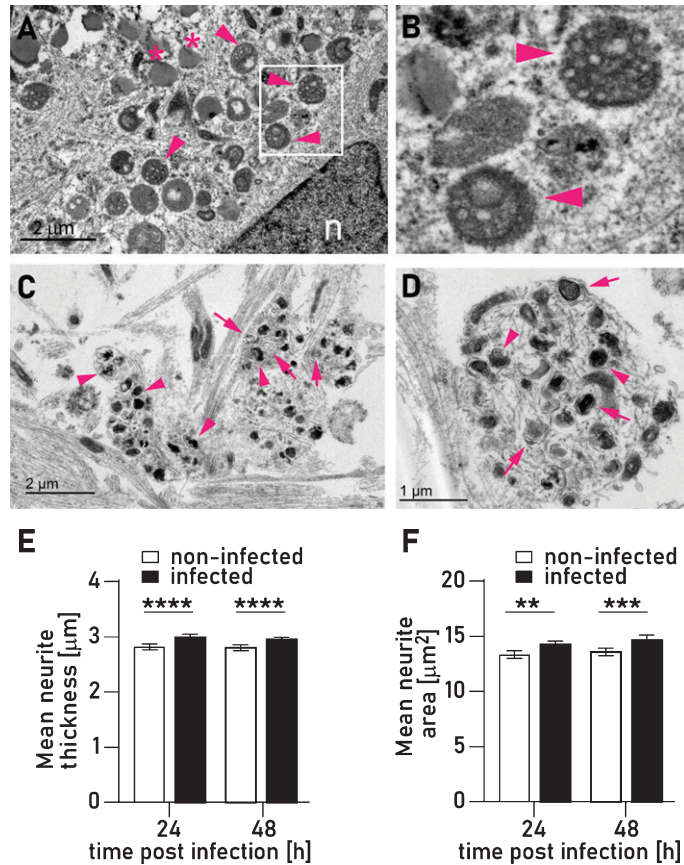 A
B
* *
2 µm
n
C
D
2 µm
1 µm
E
non-infected
infected
Mean neurite
thickness [µm]
4
3
2
1
0
**** ****
24 48
time post infection [h]
F
non-infected
infected
Mean neurite
area [µm²]
20
15
10
5
0
** ***
24 48
time post infection [h]